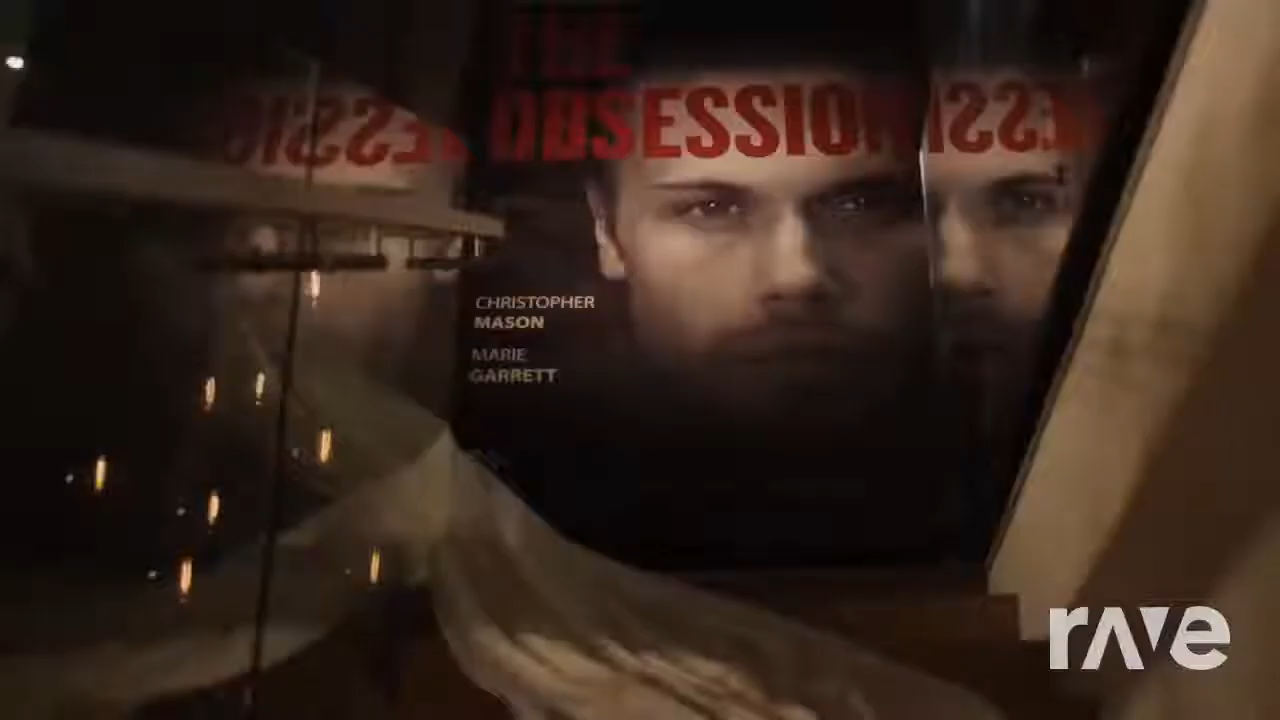 THE
OBSESSION
CHRISTOPHER
MASON
MARIE
GARRETT
rave